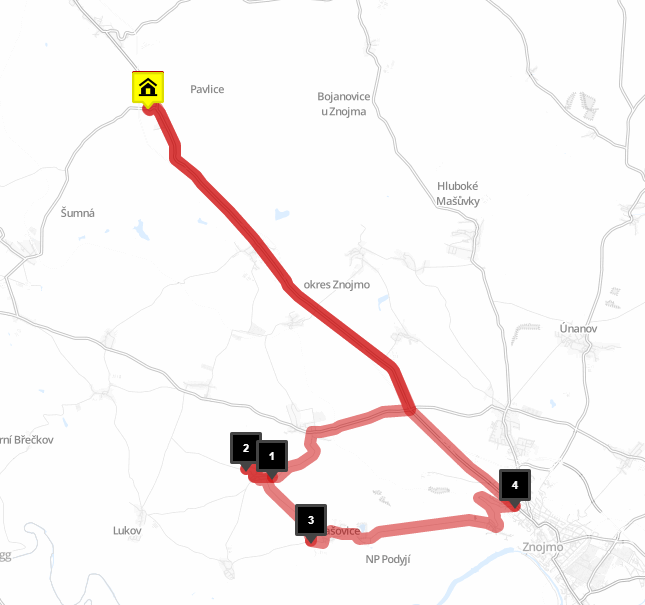 Pavlice
Bojanovice
u Znojma
Hluboké
Mašůvky
Šumná
okres Znojmo
Únanov
rní Břečkov
2
1
4
3
šovice
Lukov
Znojmo
NP Podyjí
gg